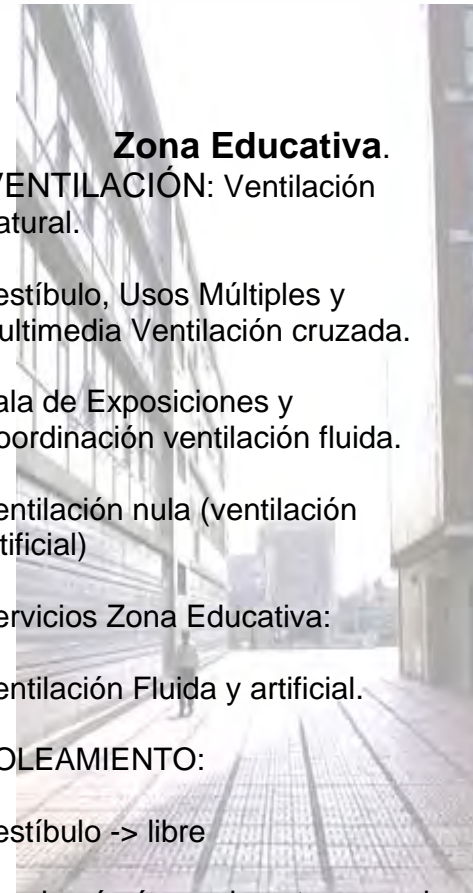 Zona Educativa.
VENTILACIÓN: Ventilación
atural.
estíbulo, Usos Múltiples y
ultimedia Ventilación cruzada.
ala de Exposiciones y
oordinación ventilación fluida.
entilación nula (ventilación
tificial)
ervicios Zona Educativa:
entilación Fluida y artificial.
OLEAMIENTO:
estíbulo -> libre